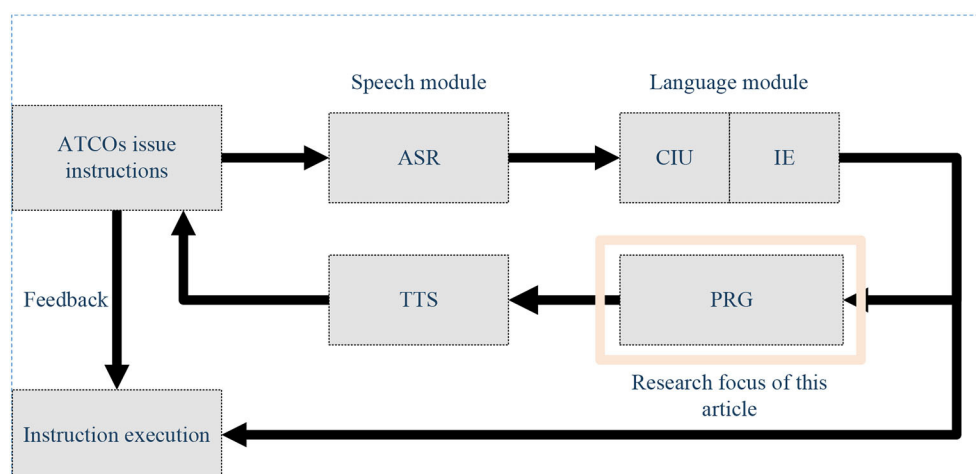 Speech module
Language module
ATCOs issue
instructions
ASR
CIU
IE
Feedback
TTS
PRG
Research focus of this
article
Instruction execution